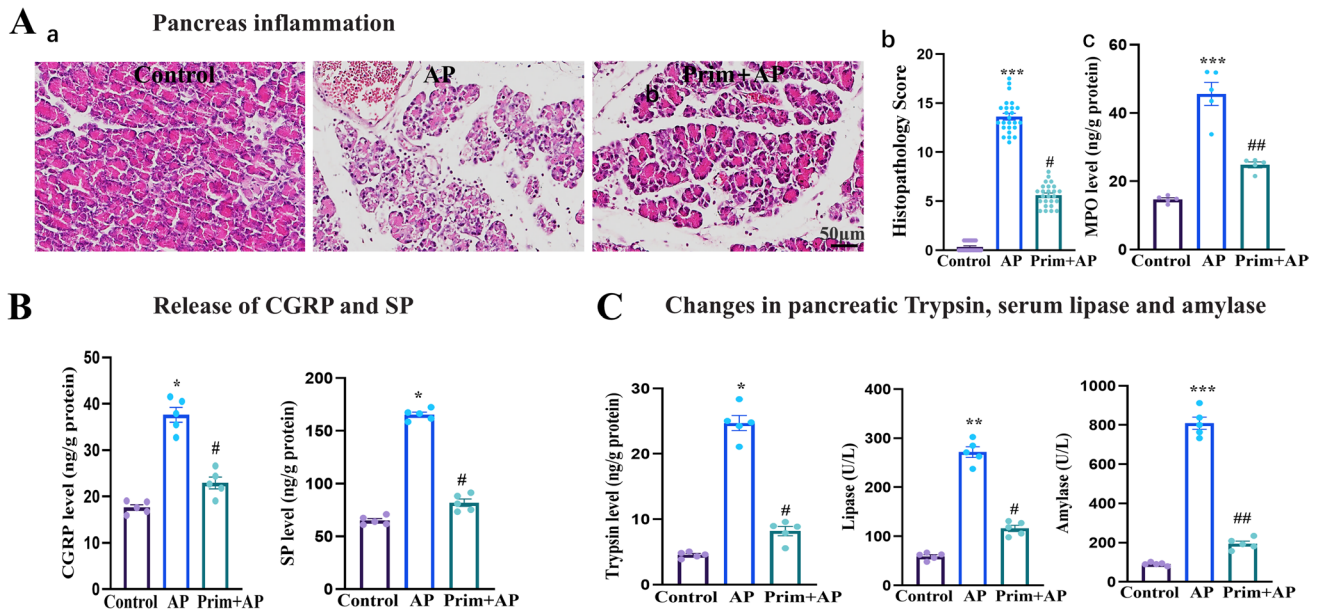 A Pancreas inflammation
a
Control AP Prim+AP
b
50μm
b
Histopathology Score
20
15
10
5
0
***
#
Control AP Prim+AP
c
MPO level (ng/g protein)
60
40
20
0
***
##
Control AP Prim+AP
B Release of CGRP and SP
CGRP level (ng/g protein)
50
40
30
20
10
0
*
#
Control AP Prim+AP
SP level (ng/g protein)
200
150
100
50
0
*
#
Control AP Prim+AP
C Changes in pancreatic Trypsin, serum lipase and amylase
Trypsin level (ng/g protein)
30
20
10
0
*
#
Control AP Prim+AP
Lipase (U/L)
400
300
200
100
0
**
#
Control AP Prim+AP
Amylase (U/L)
1000
800
600
400
200
0
***
##
Control AP Prim+AP